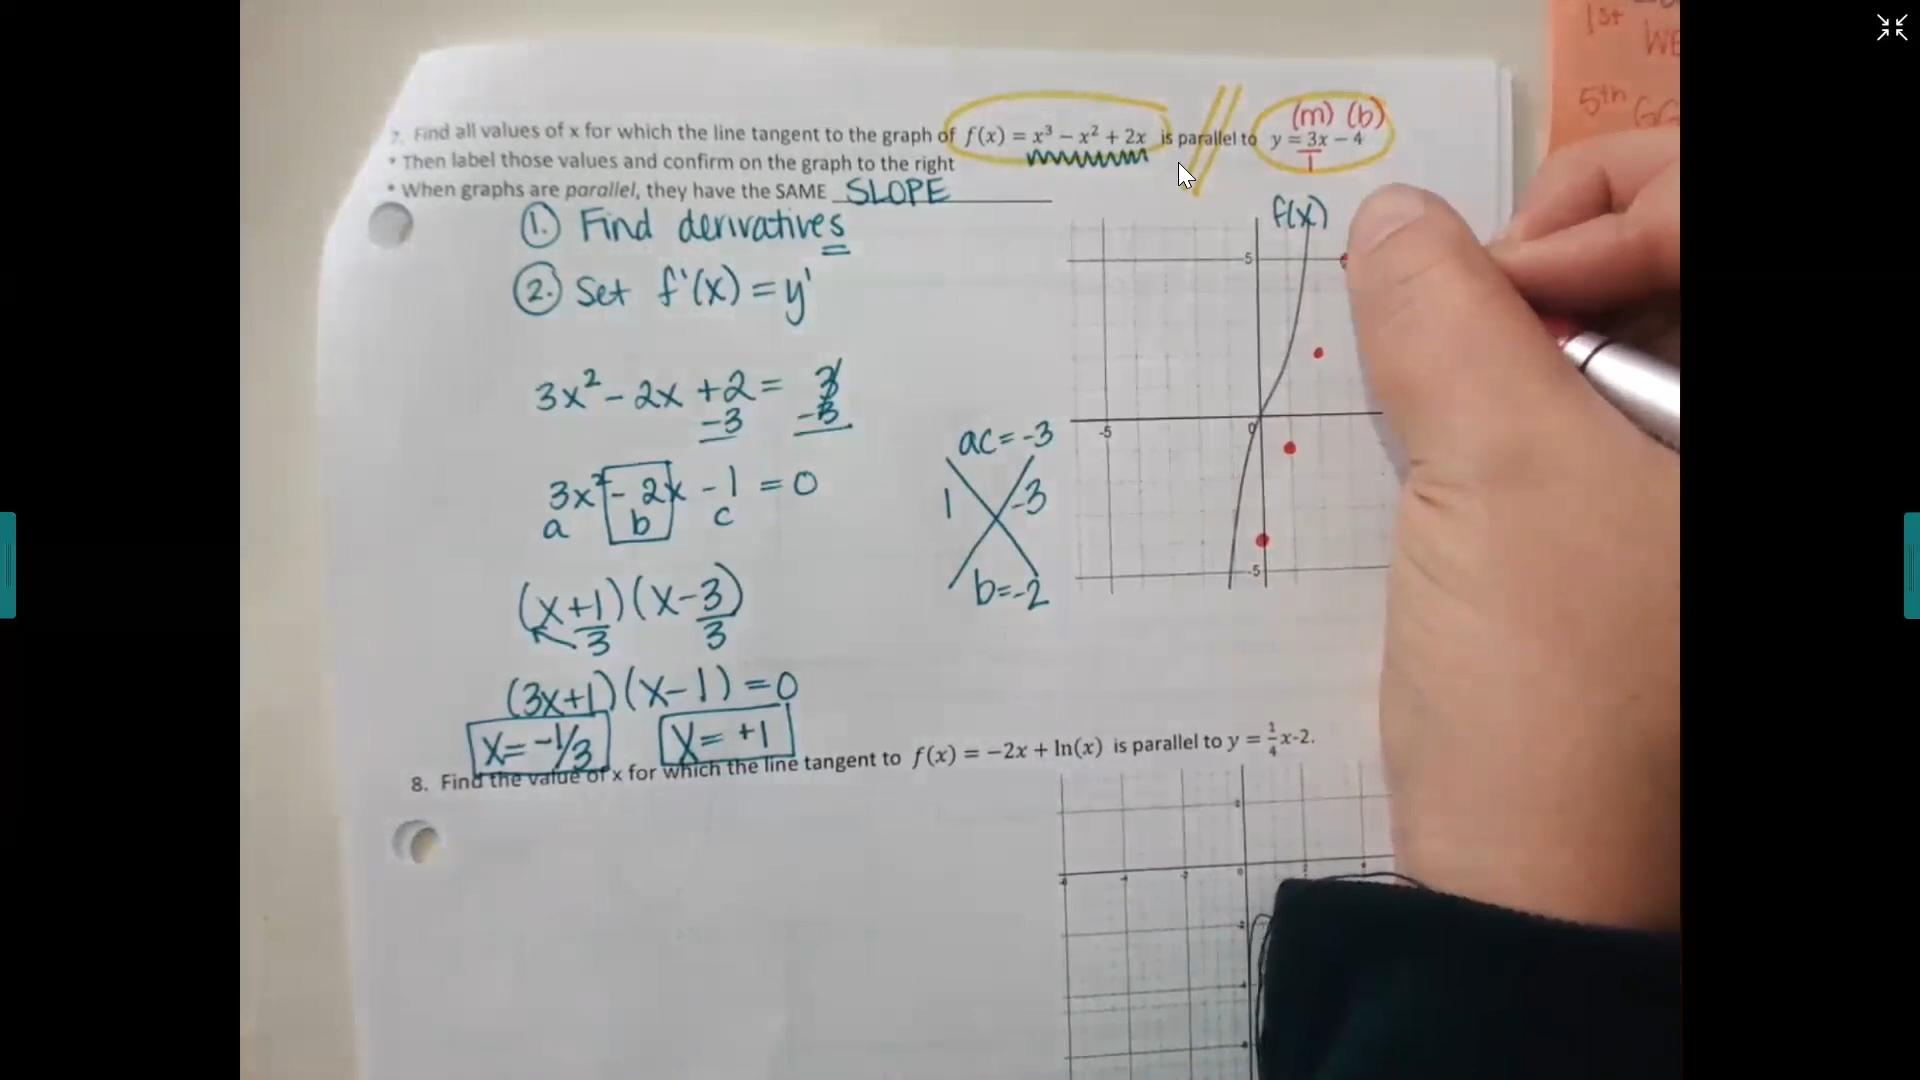 1st WE
5th GG
7. Find all values of x for which the line tangent to the graph of f(x) = x³ − x² + 2x is parallel to y = 3x − 4
(m) (b)
1
• Then label those values and confirm on the graph to the right
• When graphs are parallel, they have the SAME SLOPE
1. Find derivatives
2. Set f'(x) = y'
3x² − 2x + 2 = 3
−3 −3
3x² − 2x − 1 = 0
a b c
(x+1/3)(x−3/3)
(3x+1)(x−1) = 0
x = −1/3 x = +1
ac = −3
1 −3
b = −2
f(x)
5
-5 0
-5
8. Find the value of x for which the line tangent to f(x) = −2x + ln(x) is parallel to y = 1/4 x-2.